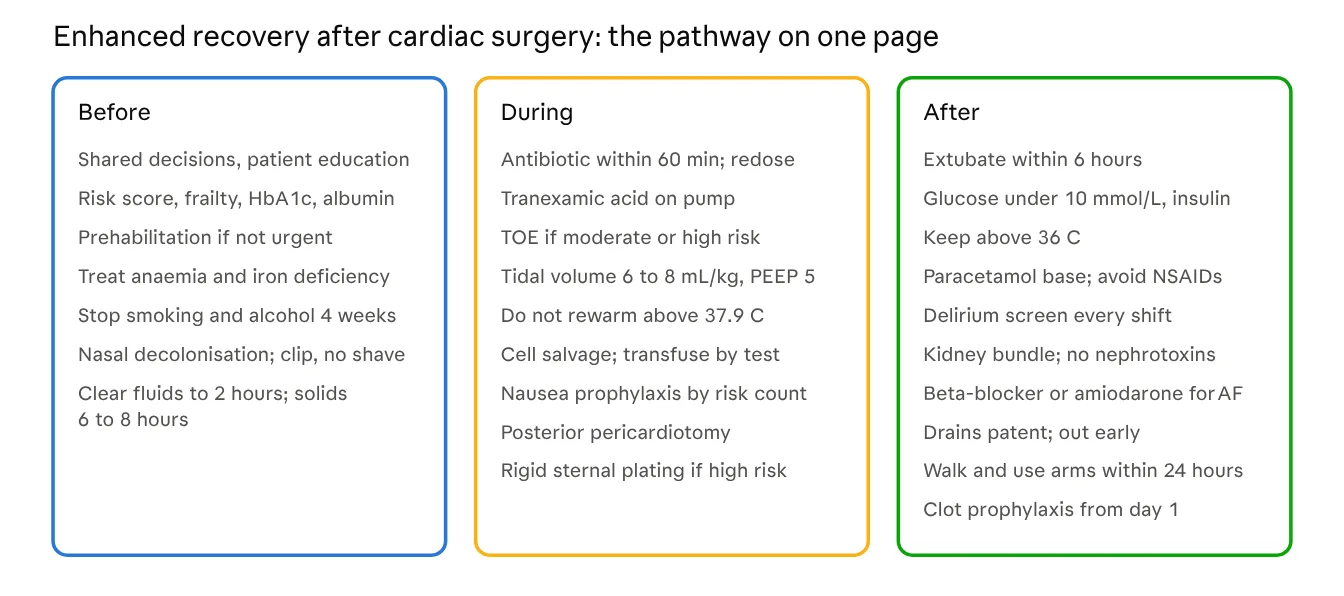 Enhanced recovery after cardiac surgery: the pathway on one page
Before
Shared decisions, patient education
Risk score, frailty, HbA1c, albumin
Prehabilitation if not urgent
Treat anaemia and iron deficiency
Stop smoking and alcohol 4 weeks
Nasal decolonisation; clip, no shave
Clear fluids to 2 hours; solids
6 to 8 hours
During
Antibiotic within 60 min; redose
Tranexamic acid on pump
TOE if moderate or high risk
Tidal volume 6 to 8 mL/kg, PEEP 5
Do not rewarm above 37.9 C
Cell salvage; transfuse by test
Nausea prophylaxis by risk count
Posterior pericardiotomy
Rigid sternal plating if high risk
After
Extubate within 6 hours
Glucose under 10 mmol/L, insulin
Keep above 36 C
Paracetamol base; avoid NSAIDs
Delirium screen every shift
Kidney bundle; no nephrotoxins
Beta-blocker or amiodarone for AF
Drains patent; out early
Walk and use arms within 24 hours
Clot prophylaxis from day 1